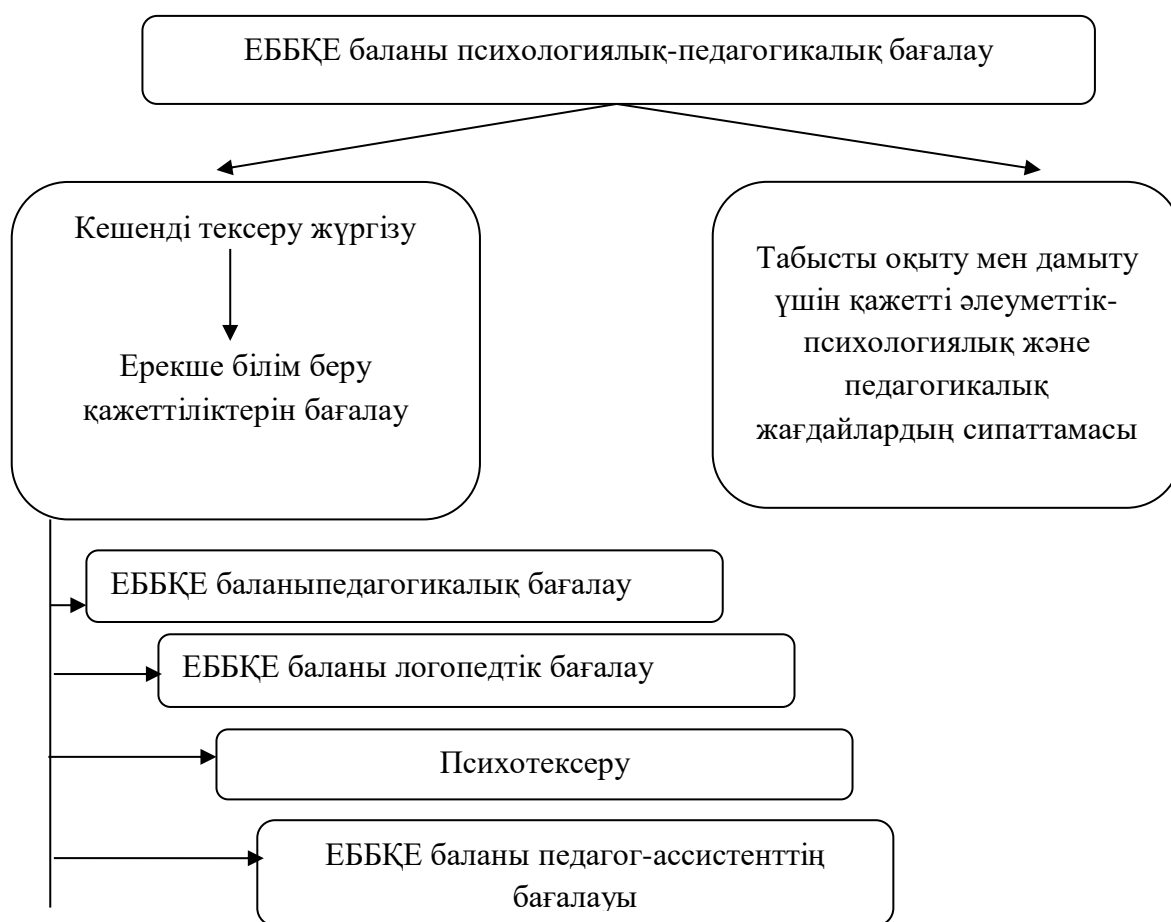 ЕББҚЕ баланы психологиялық-педагогикалық бағалау
Кешенді тексеру жүргізу
Ерекше білім беру
қажеттіліктерін бағалау
Табысты оқыту мен дамыту
үшін қажетті әлеуметтік-
психологиялық және
педагогикалық
жағдайлардың сипаттамасы
ЕББҚЕ баланыпедагогикалық бағалау
ЕББҚЕ баланы логопедтік бағалау
Психотексеру
ЕББҚЕ баланы педагог-ассистенттің
бағалауы